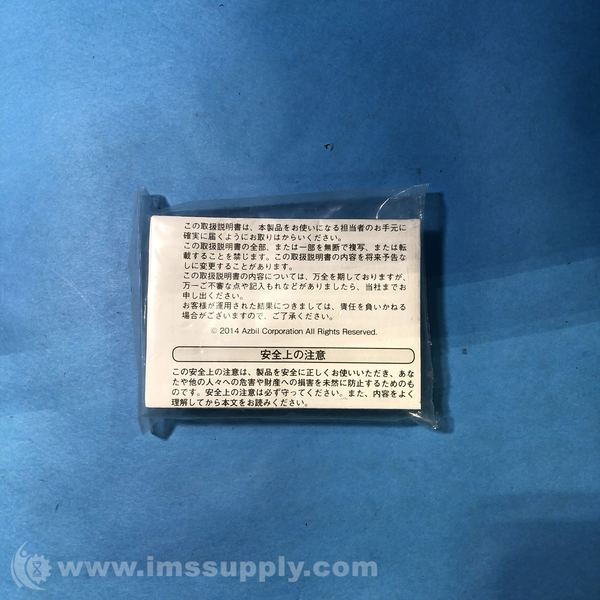 この取扱説明書は、本製品をお使いになる担当者のお手元に
確実に届くようにお取りはからいください。
この取扱説明書の全部、または一部を無断で複写、または転
載することを禁じます。この取扱説明書の内容を将来予告な
しに変更することがあります。
この取扱説明書の内容については、万全を期しておりますが、
万一ご不審な点や記入もれなどがありましたら、当社までお
申し出ください。
お客様が運用された結果につきましては、責任を負いかねる
場合がございますので、ご了承ください。
© 2014 Azbil Corporation All Rights Reserved.
安全上の注意
この安全上の注意は、製品を安全に正しくお使いいただき、あな
たや他の人々への危害や財産への損害を未然に防止するためのも
のです。安全上の注意は必ず守ってください。また、内容をよく
理解してから本文をお読みください。
www.imssupply.com